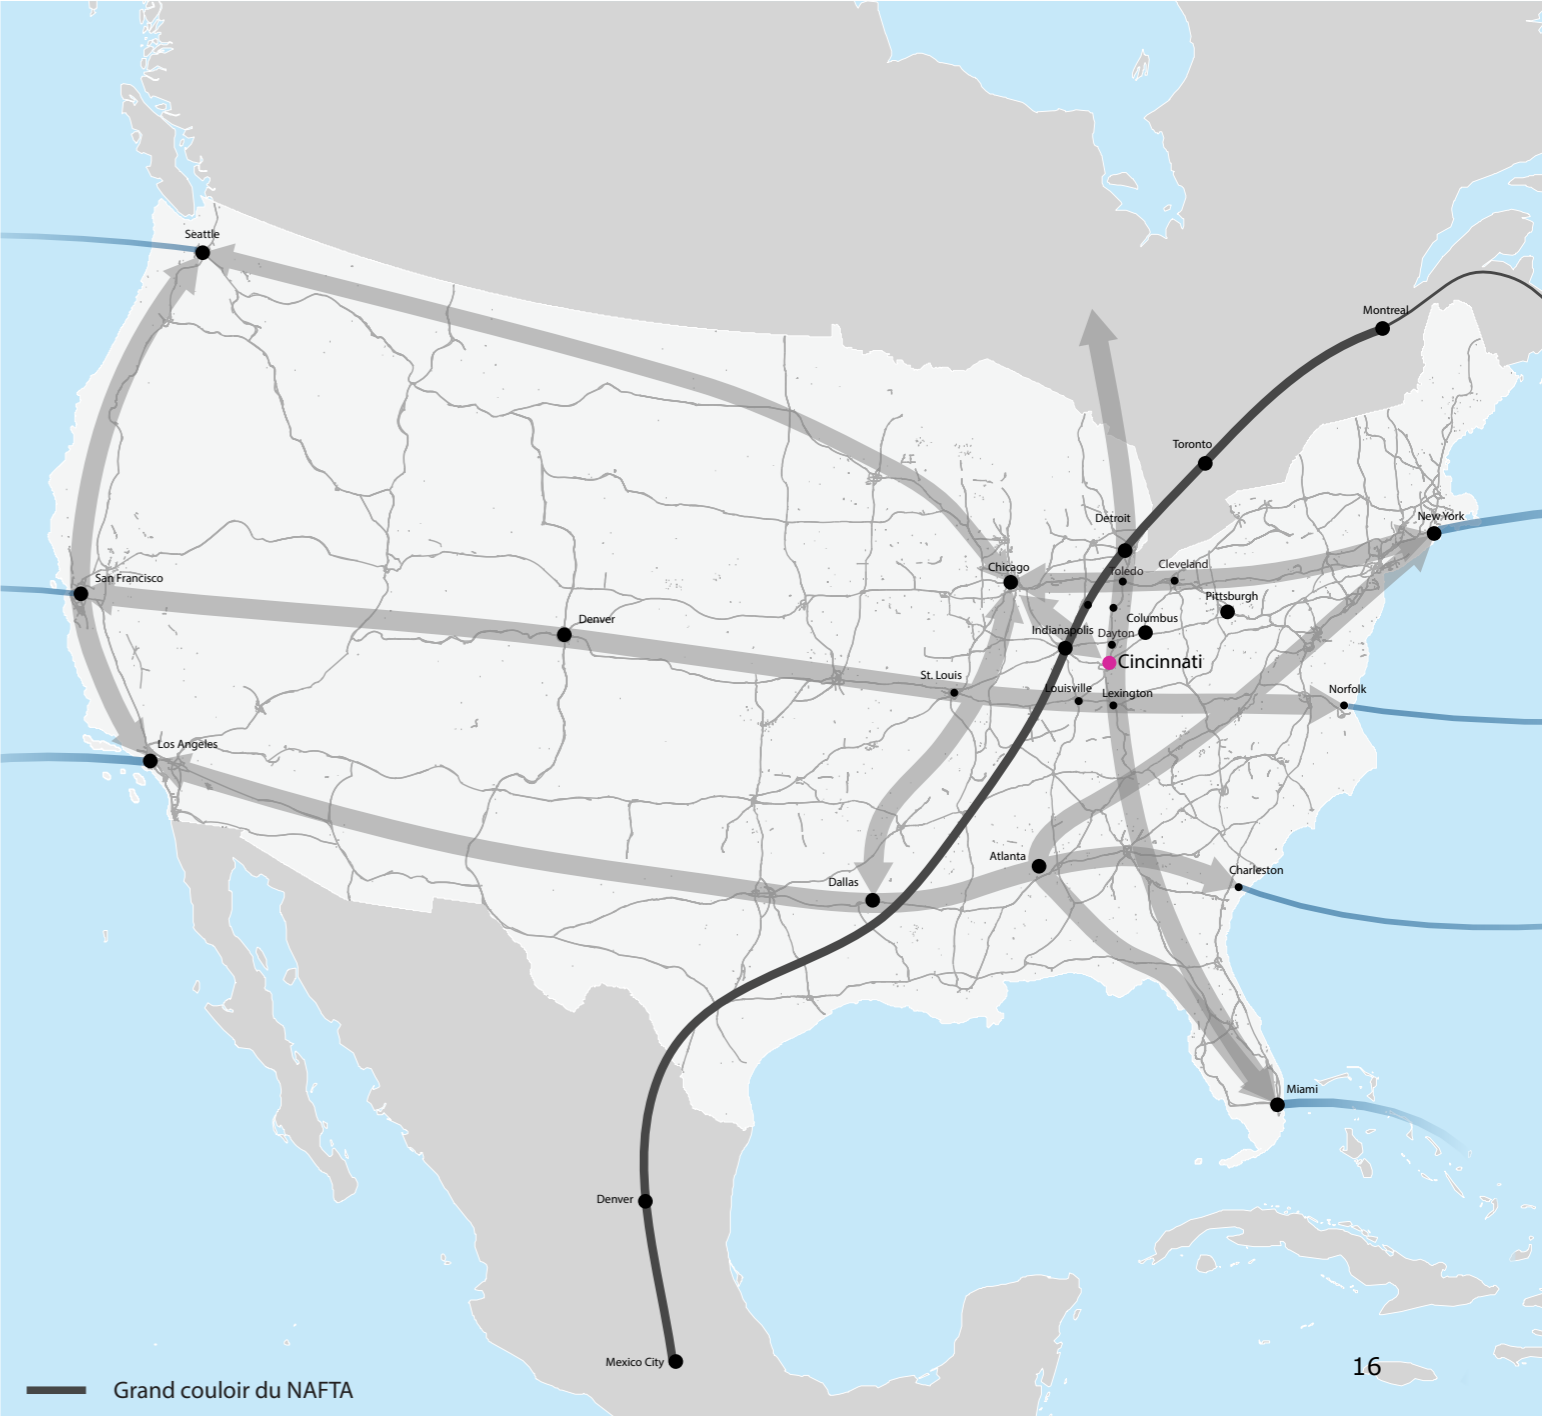 Seattle
Montreal
Toronto
Detroit
New York
Chicago
Toledo
Cleveland
San Francisco
Pittsburgh
Denver
Columbus
Indianapolis
Dayton
Cincinnati
St. Louis
Louisville
Lexington
Norfolk
Los Angeles
Atlanta
Charleston
Dallas
Miami
Denver
Mexico City
16
Grand couloir du NAFTA